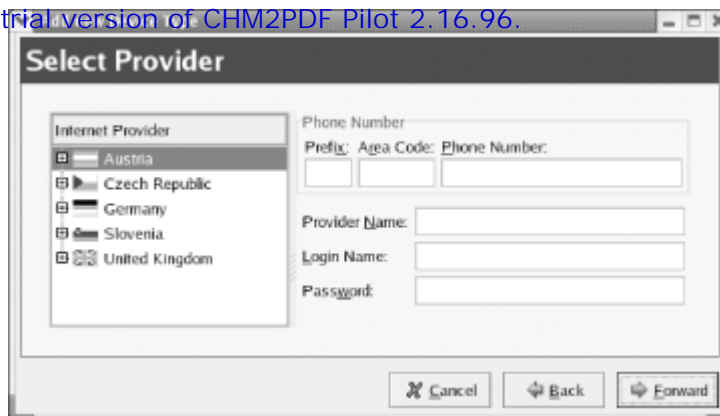 trial version of CHM2PDF Pilot 2.16.96.
Select Provider
Internet Provider
Austria
Czech Republic
Germany
Slovenia
United Kingdom
Phone Number
Prefix: Area Code: Phone Number:
Provider Name:
Login Name:
Password:
Cancel Back Forward